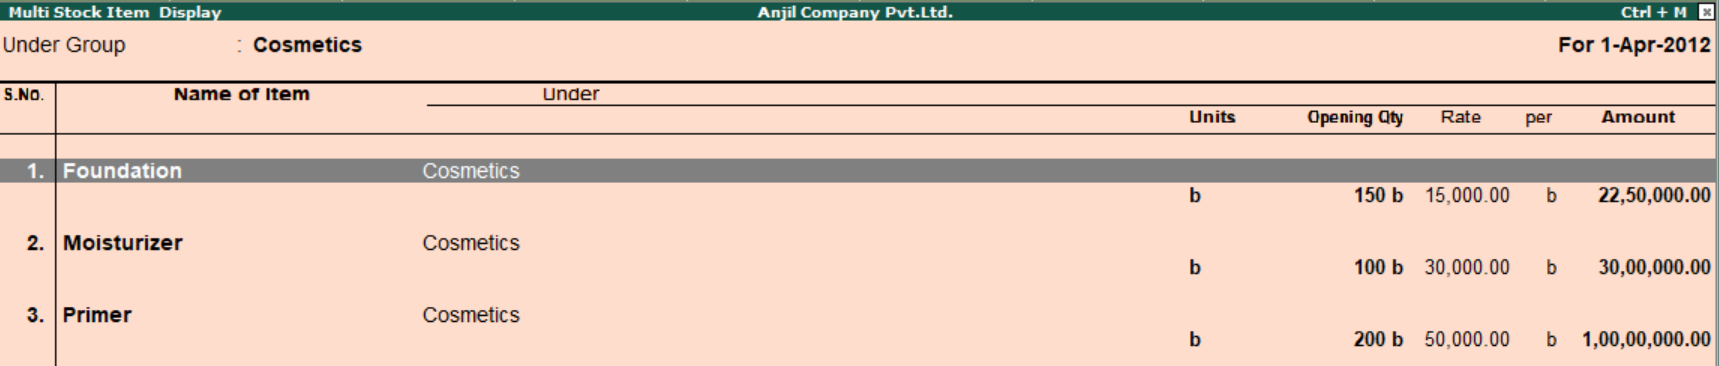 Multi Stock Item Display Anjil Company Pvt.Ltd. Ctrl + M
Under Group : Cosmetics For 1-Apr-2012
S.No. Name of Item Under
Units Opening Qty Rate per Amount
1. Foundation Cosmetics
b 150 b 15,000.00 b 22,50,000.00
2. Moisturizer Cosmetics
b 100 b 30,000.00 b 30,00,000.00
3. Primer Cosmetics
b 200 b 50,000.00 b 1,00,00,000.00